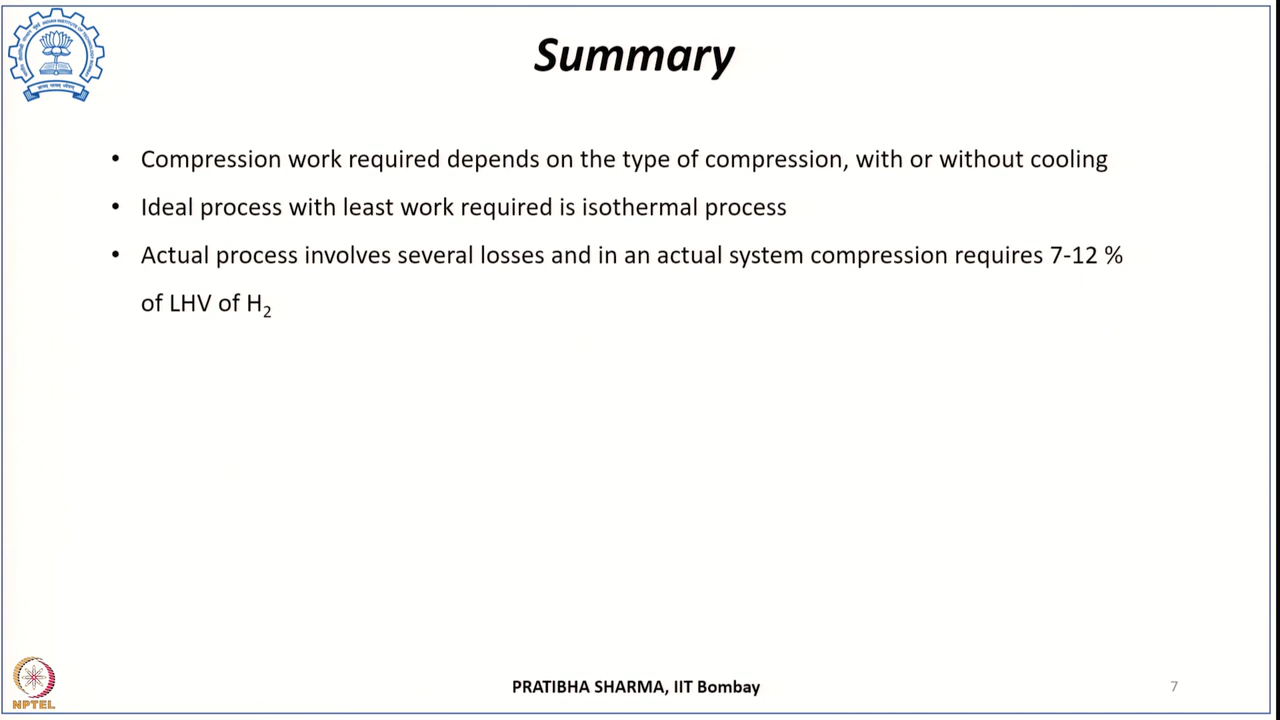 Summary
• Compression work required depends on the type of compression, with or without cooling
• Ideal process with least work required is isothermal process
• Actual process involves several losses and in an actual system compression requires 7-12 %
of LHV of H₂
NPTEL
PRATIBHA SHARMA, IIT Bombay
7